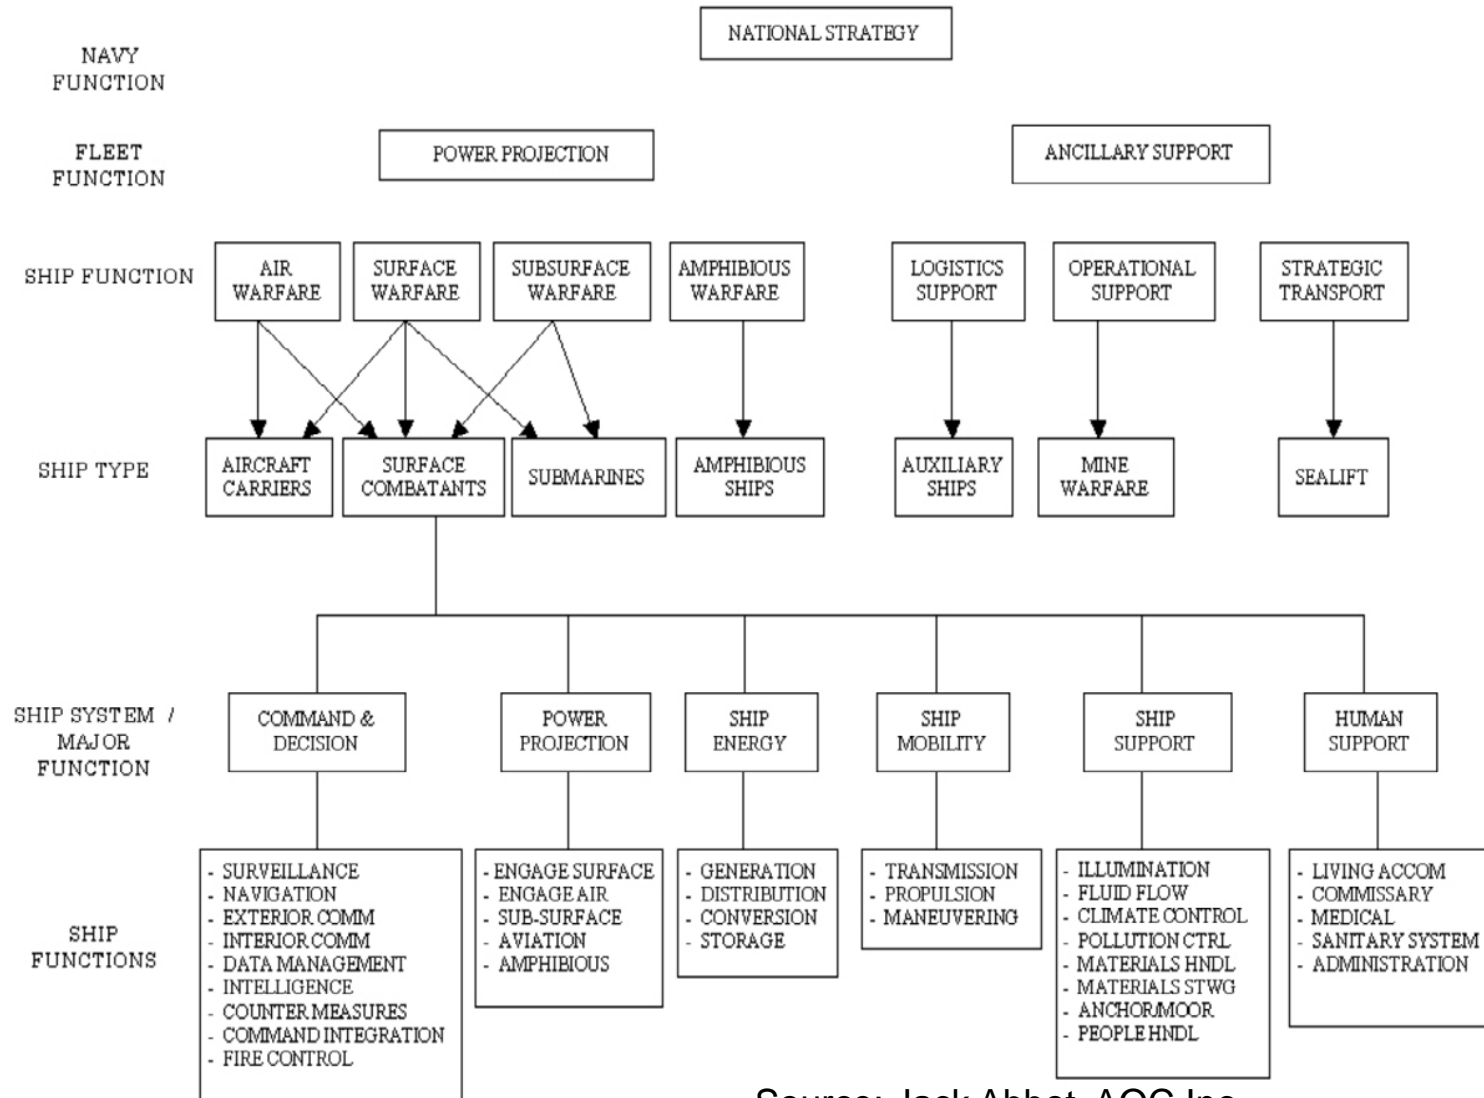 NATIONAL STRATEGY
NAVY
FUNCTION
FLEET
FUNCTION
POWER PROJECTION
ANCILLARY SUPPORT
SHIP FUNCTION
AIR
WARFARE
SURFACE
WARFARE
SUBSURFACE
WARFARE
AMPHIBIOUS
WARFARE
LOGISTICS
SUPPORT
OPERATIONAL
SUPPORT
STRATEGIC
TRANSPORT
SHIP TYPE
AIRCRAFT
CARRIERS
SURFACE
COMBATANTS
SUBMARINES
AMPHIBIOUS
SHIPS
AUXILIARY
SHIPS
MINE
WARFARE
SEALIFT
SHIP SYSTEM /
MAJOR
FUNCTION
COMMAND &
DECISION
POWER
PROJECTION
SHIP
ENERGY
SHIP
MOBILITY
SHIP
SUPPORT
HUMAN
SUPPORT
SHIP
FUNCTIONS
- SURVEILLANCE
- NAVIGATION
- EXTERIOR COMM
- INTERIOR COMM
- DATA MANAGEMENT
- INTELLIGENCE
- COUNTER MEASURES
- COMMAND INTEGRATION
- FIRE CONTROL
- ENGAGE SURFACE
- ENGAGE AIR
- SUB-SURFACE
- AVIATION
- AMPHIBIOUS
- GENERATION
- DISTRIBUTION
- CONVERSION
- STORAGE
- TRANSMISSION
- PROPULSION
- MANEUVERING
- ILLUMINATION
- FLUID FLOW
- CLIMATE CONTROL
- POLLUTION CTRL
- MATERIALS HNDL
- MATERIALS STWG
- ANCHOR/MOOR
- PEOPLE HNDL
- LIVING ACCOM
- COMMISSARY
- MEDICAL
- SANITARY SYSTEM
- ADMINISTRATION
Source: Jack Abbot, AOC Inc